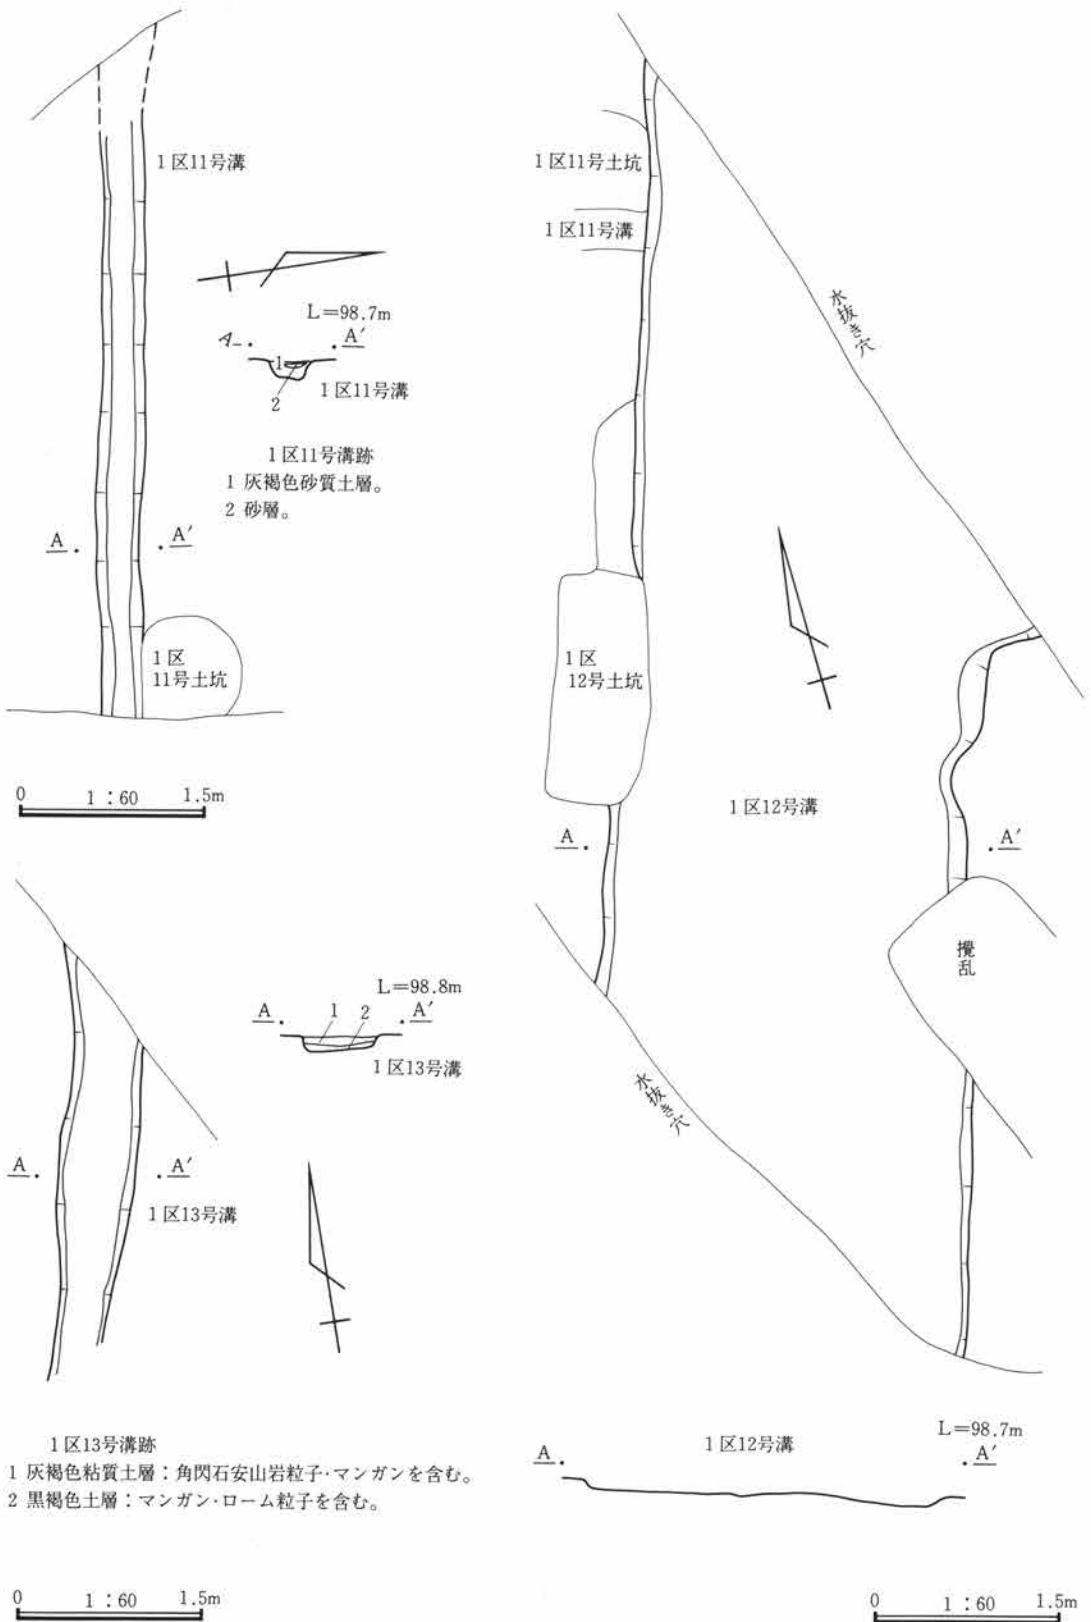 1区11号溝
L=98.7m
A
A′
1
2
1区11号溝
1区11号溝跡
1 灰褐色砂質土層。
2 砂層。
A
A′
1区
11号土坑
0 1:60 1.5m
1区11号土坑
1区11号溝
水抜き穴
1区
12号土坑
1区12号溝
A
A′
攪乱
水抜き穴
L=98.8m
A
1
2
A′
1区13号溝
A
A′
1区13号溝
1区13号溝跡
1 灰褐色粘質土層：角閃石安山岩粒子・マンガンを含む。
2 黒褐色土層：マンガン・ローム粒子を含む。
0 1:60 1.5m
L=98.7m
1区12号溝
A
A′
0 1:60 1.5m